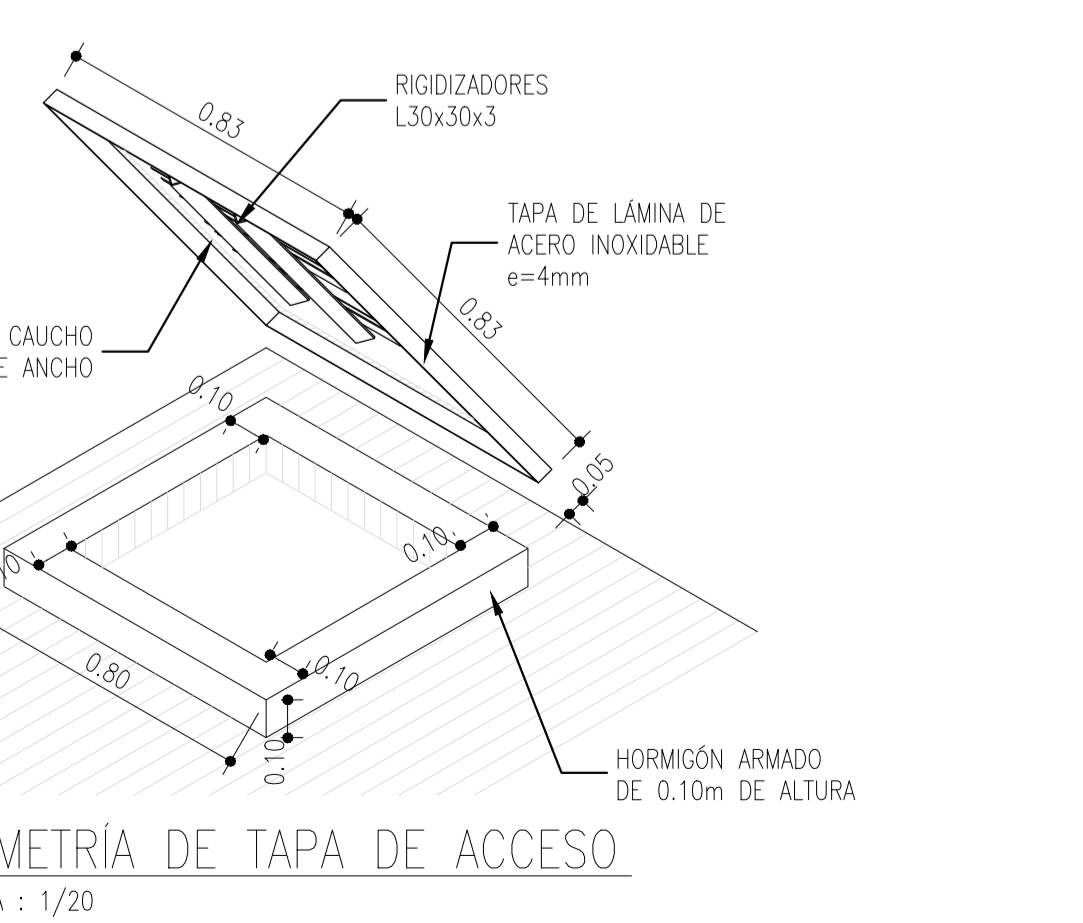 0.83
RIGIDIZADORES
L30x30x3
TAPA DE LÁMINA DE
ACERO INOXIDABLE
e=4mm
0.83
CAUCHO
E ANCHO
0.10
0.05
0.10
0.80
0.10
0.10
HORMIGÓN ARMADO
DE 0.10m DE ALTURA
METRÍA DE TAPA DE ACCESO
A : 1/20